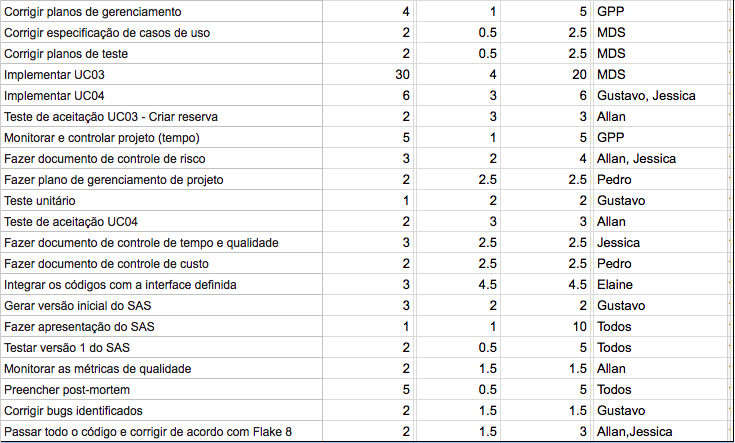 Corrigir planos de gerenciamento 4 1 5 GPP
Corrigir especificação de casos de uso 2 0.5 2.5 MDS
Corrigir planos de teste 2 0.5 2.5 MDS
Implementar UC03 30 4 20 MDS
Implementar UC04 6 3 6 Gustavo, Jessica
Teste de aceitação UC03 - Criar reserva 2 3 3 Allan
Monitorar e controlar projeto (tempo) 5 1 5 GPP
Fazer documento de controle de risco 3 2 4 Allan, Jessica
Fazer plano de gerenciamento de projeto 2 2.5 2.5 Pedro
Teste unitário 1 2 2 Gustavo
Teste de aceitação UC04 2 3 3 Allan
Fazer documento de controle de tempo e qualidade 3 2.5 2.5 Jessica
Fazer documento de controle de custo 2 2.5 2.5 Pedro
Integrar os códigos com a interface definida 3 4.5 4.5 Elaine
Gerar versão inicial do SAS 3 2 2 Gustavo
Fazer apresentação do SAS 1 1 10 Todos
Testar versão 1 do SAS 2 0.5 5 Todos
Monitorar as métricas de qualidade 2 1.5 1.5 Allan
Preencher post-mortem 5 0.5 5 Todos
Corrigir bugs identificados 2 1.5 1.5 Gustavo
Passar todo o código e corrigir de acordo com Flake 8 2 1.5 3 Allan,Jessica